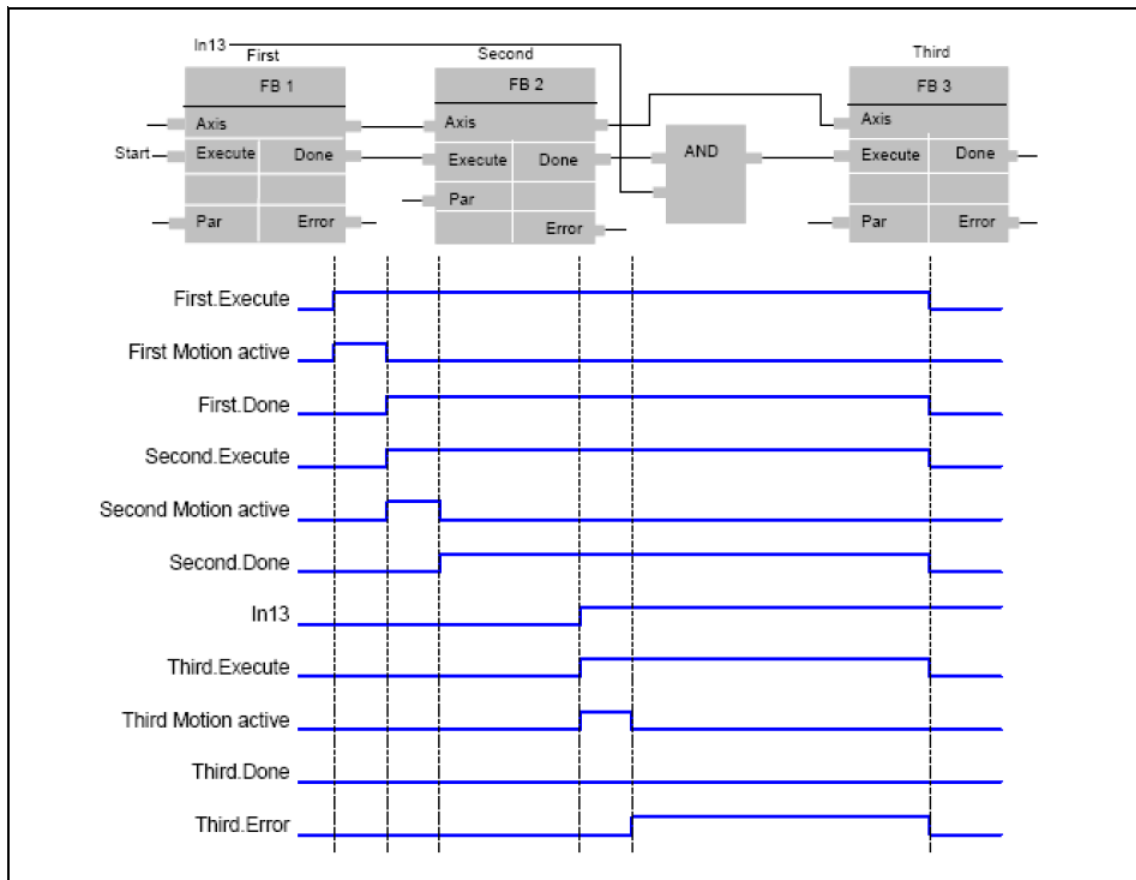 In13
First Second Third
FB 1 FB 2 FB 3
Axis Axis Axis
Start Execute Done Execute Done AND Execute Done
Par Error Par Error Par Error
First.Execute
First Motion active
First.Done
Second.Execute
Second Motion active
Second.Done
In13
Third.Execute
Third Motion active
Third.Done
Third.Error